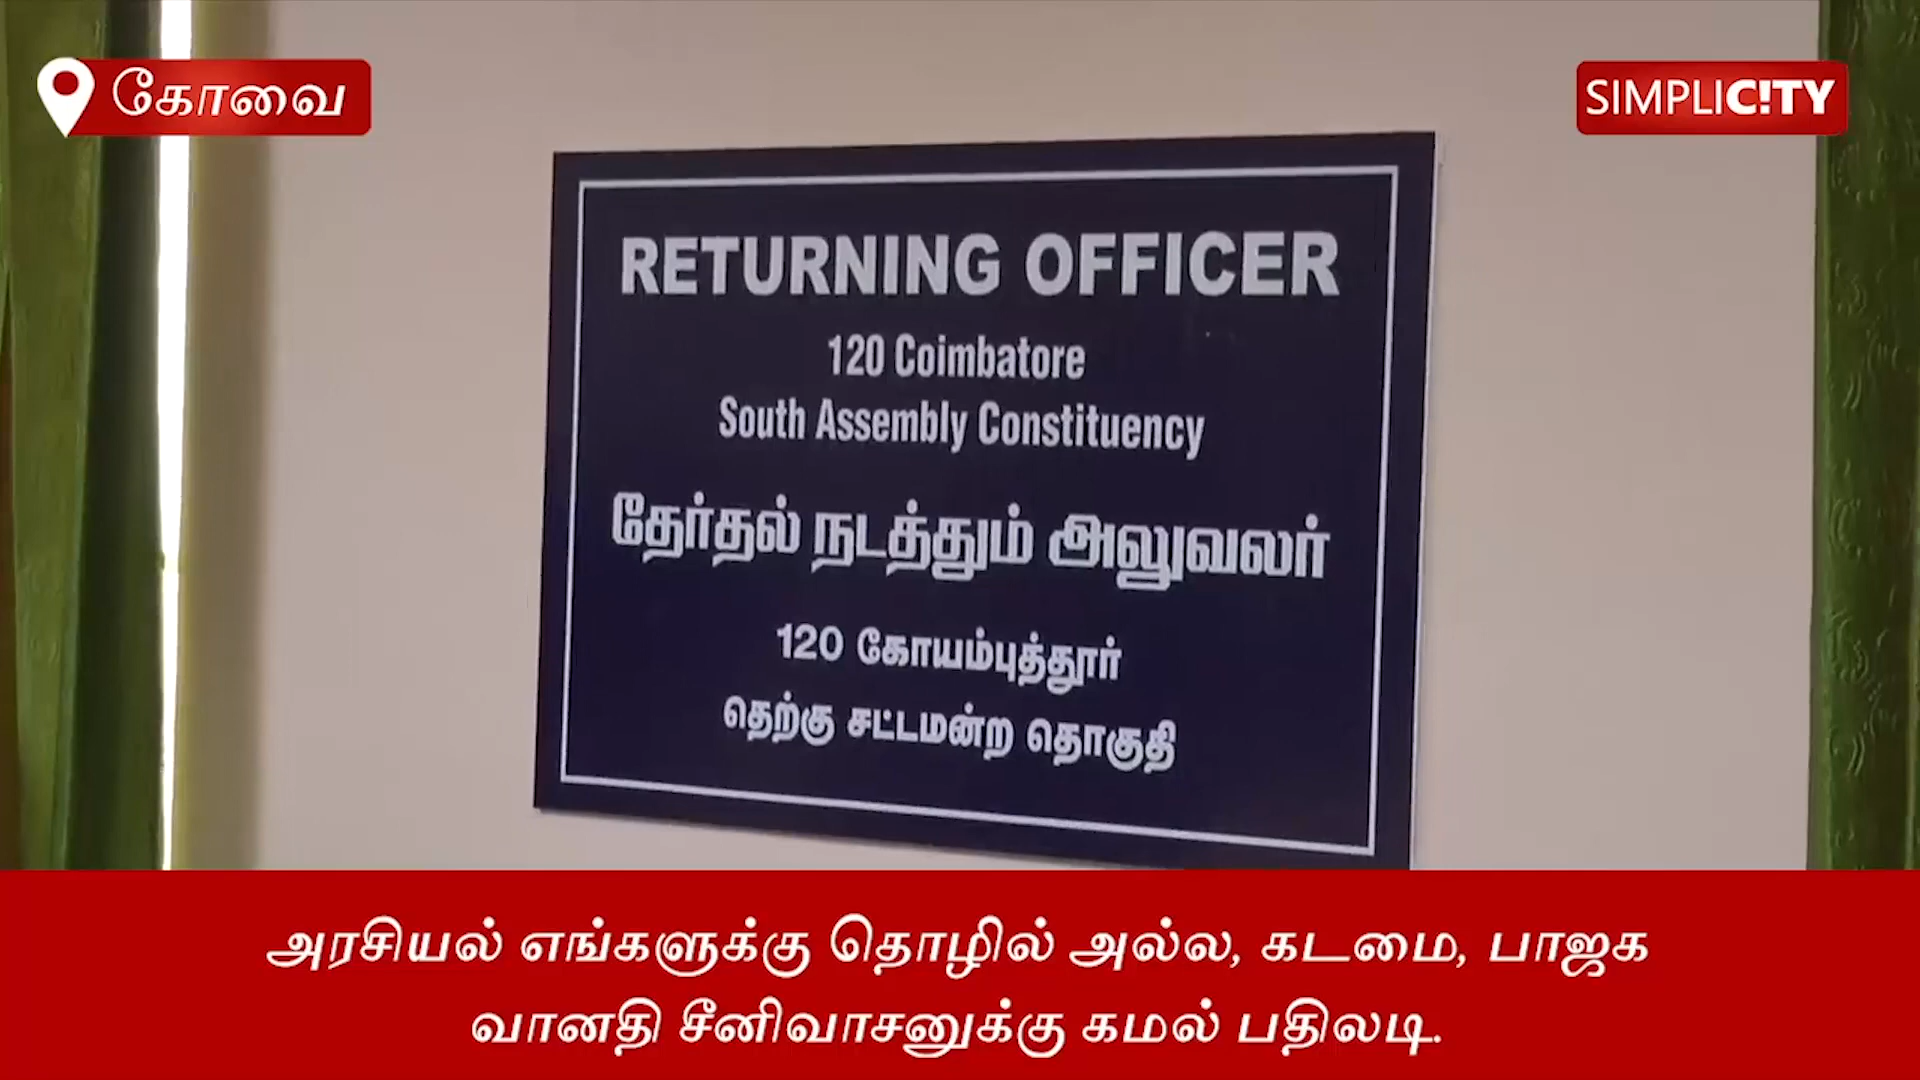 கோவை
SIMPLIC!TY
RETURNING OFFICER
120 Coimbatore
South Assembly Constituency
தேர்தல் நடத்தும் அலுவலர்
120 கோயம்புத்தூர்
தெற்கு சட்டமன்ற தொகுதி
அரசியல் எங்களுக்கு தொழில் அல்ல, கடமை, பாஜக
வானதி சீனிவாசனுக்கு கமல் பதிலடி.